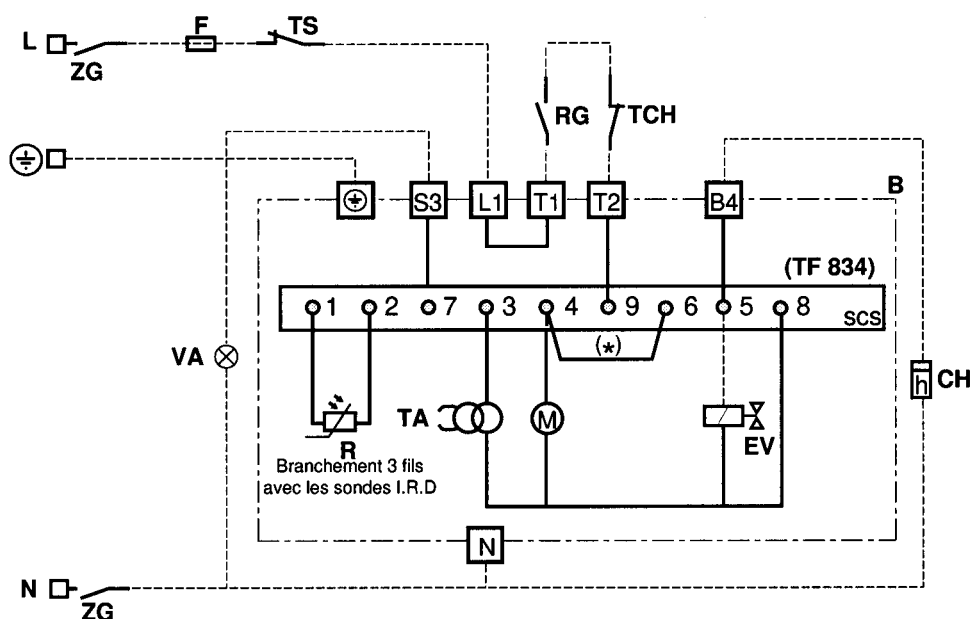 L
ZG
F
TS
RG
TCH
S3
L1
T1
T2
B4
B
(TF 834)
1
2
7
3
4
9
6
5
8
SCS
(*)
VA
R
TA
M
EV
h
CH
Branchement 3 fils
avec les sondes I.R.D
N
N
ZG